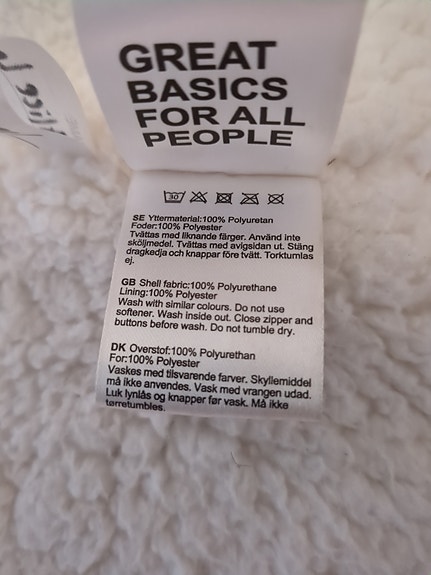 GREAT
BASICS
FOR ALL
PEOPLE
30
SE Yttermaterial:100% Polyuretan
Foder:100% Polyester
Tvättas med liknande färger. Använd inte
sköljmedel. Tvättas med avigsidan ut. Stäng
dragkedja och knappar före tvätt. Torktumlas
ej.
GB Shell fabric:100% Polyurethane
Lining:100% Polyester
Wash with similar colours. Do not use
softener. Wash inside out. Close zipper and
buttons before wash. Do not tumble dry.
DK Overstof:100% Polyurethan
For:100% Polyester
Vaskes med tilsvarende farver. Skyllemiddel
må ikke anvendes. Vask med vrangen udad.
Luk lynlås og knapper før vask. Må ikke
tørretumbles.